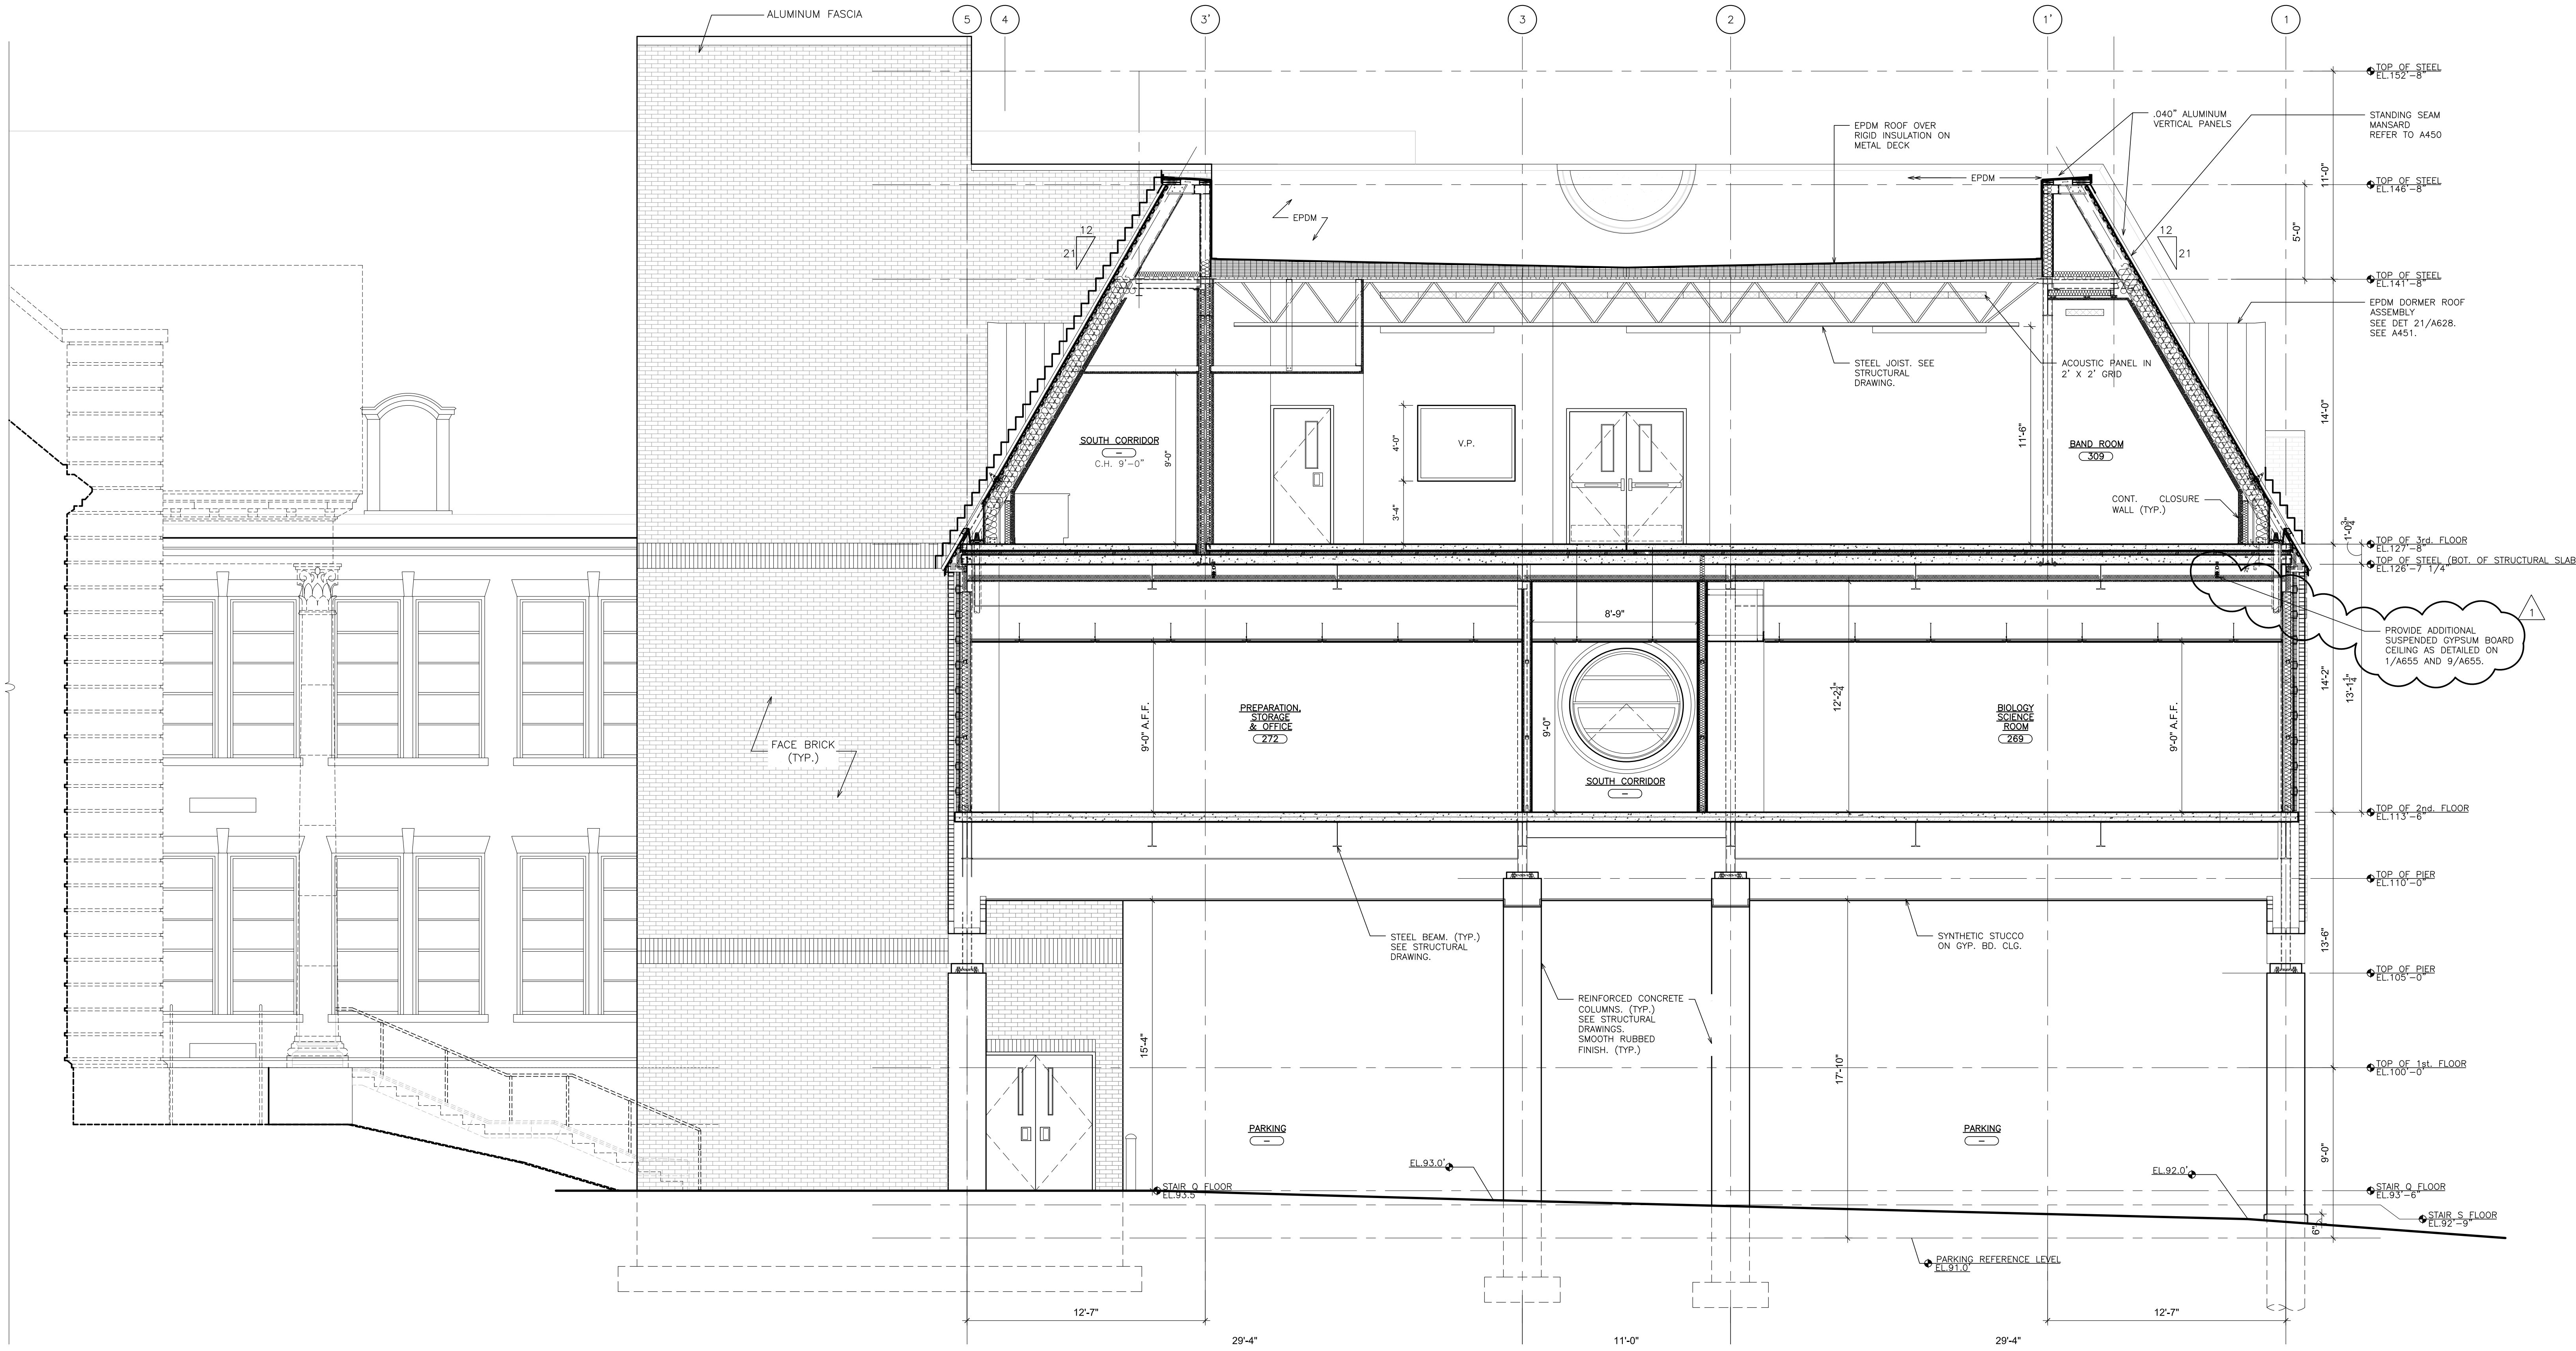 ALUMINUM FASCIA
5
4
3'
3
2
1'
1
TOP OF STEEL
EL.152'-8"
.040" ALUMINUM
VERTICAL PANELS
STANDING SEAM
MANSARD
REFER TO A450
EPDM ROOF OVER
RIGID INSULATION ON
METAL DECK
11'-0"
EPDM
TOP OF STEEL
EL.146'-8"
EPDM
12
21
12
21
5'-0"
TOP OF STEEL
EL.141'-8"
EPDM DORMER ROOF
ASSEMBLY
SEE DET 21/A628.
SEE A451.
STEEL JOIST. SEE
STRUCTURAL
DRAWING.
ACOUSTIC PANEL IN
2' X 2' GRID
14'-0"
11'-6"
4'-0"
V.P.
SOUTH CORRIDOR
-
C.H. 9'-0"
9'-0"
BAND ROOM
309
3'-4"
CONT. CLOSURE
WALL (TYP.)
1'-0 3/4"
TOP OF 3rd. FLOOR
EL.127'-8"
TOP OF STEEL (BOT. OF STRUCTURAL SLAB
EL.126'-7 1/4"
8'-9"
1
PROVIDE ADDITIONAL
SUSPENDED GYPSUM BOARD
CEILING AS DETAILED ON
1/A655 AND 9/A655.
14'-2"
13'-1 1/4"
12'-2 1/4"
9'-0" A.F.F.
PREPARATION,
STORAGE
& OFFICE
272
9'-0"
BIOLOGY
SCIENCE
ROOM
269
9'-0" A.F.F.
FACE BRICK
(TYP.)
SOUTH CORRIDOR
-
TOP OF 2nd. FLOOR
EL.113'-6"
TOP OF PIER
EL.110'-0"
STEEL BEAM. (TYP.)
SEE STRUCTURAL
DRAWING.
SYNTHETIC STUCCO
ON GYP. BD. CLG.
13'-6"
TOP OF PIER
EL.105'-0"
REINFORCED CONCRETE
COLUMNS. (TYP.)
SEE STRUCTURAL
DRAWINGS.
SMOOTH RUBBED
FINISH. (TYP.)
15'-4"
17'-10"
TOP OF 1st. FLOOR
EL.100'-0"
PARKING
-
PARKING
-
9'-0"
EL.93.0'
EL.92.0'
STAIR Q FLOOR
EL.93.5'
STAIR Q FLOOR
EL.93'-6"
STAIR S FLOOR
EL.92'-9"
6"
PARKING REFERENCE LEVEL
EL.91.0'
12'-7"
12'-7"
29'-4"
11'-0"
29'-4"